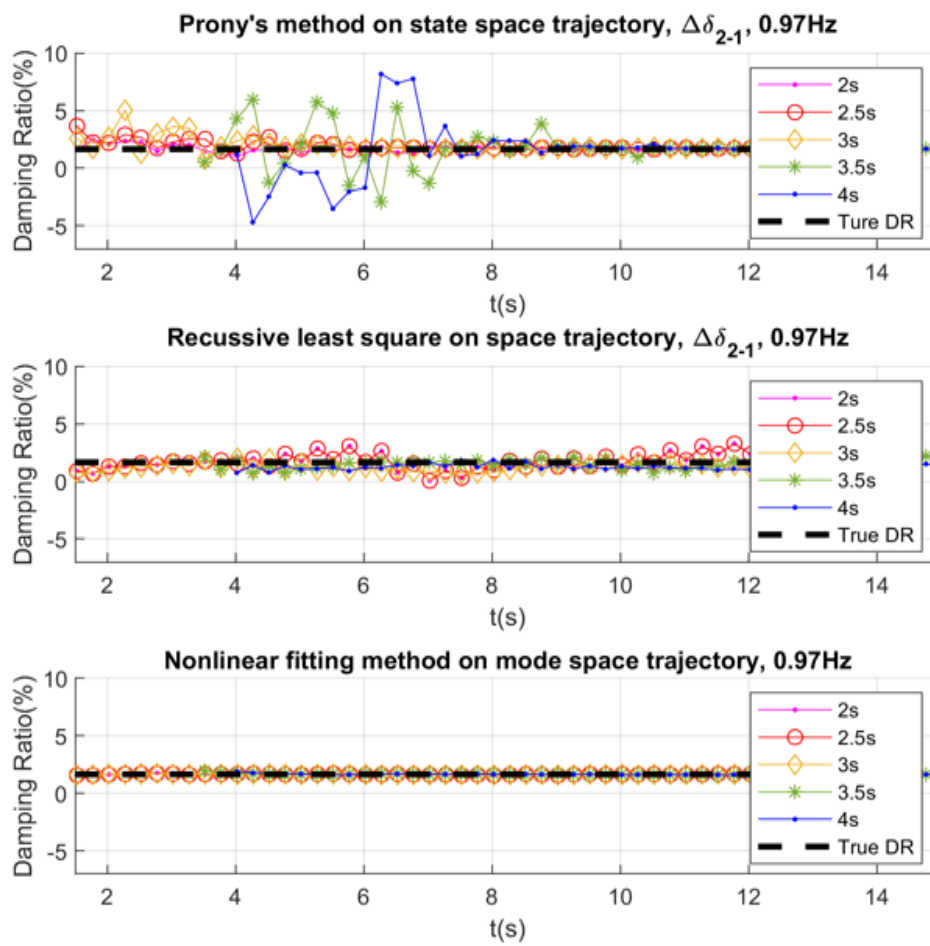 Prony's method on state space trajectory, Δδ2-1, 0.97Hz
10
5
0
-5
Damping Ratio(%)
2s
2.5s
3s
3.5s
4s
Ture DR
2 4 6 8 10 12 14
t(s)
Recussive least square on space trajectory, Δδ2-1, 0.97Hz
10
5
0
-5
Damping Ratio(%)
2s
2.5s
3s
3.5s
4s
True DR
2 4 6 8 10 12 14
t(s)
Nonlinear fitting method on mode space trajectory, 0.97Hz
10
5
0
-5
Damping Ratio(%)
2s
2.5s
3s
3.5s
4s
True DR
2 4 6 8 10 12 14
t(s)